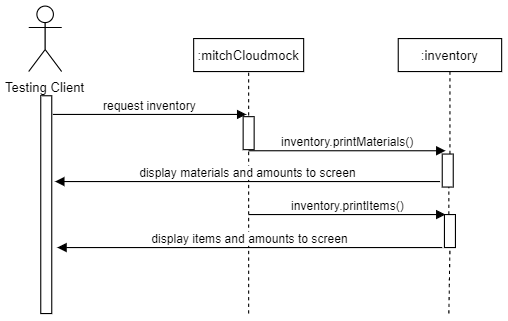 :mitchCloudmock
:inventory
Testing Client
request inventory
inventory.printMaterials()
display materials and amounts to screen
inventory.printItems()
display items and amounts to screen